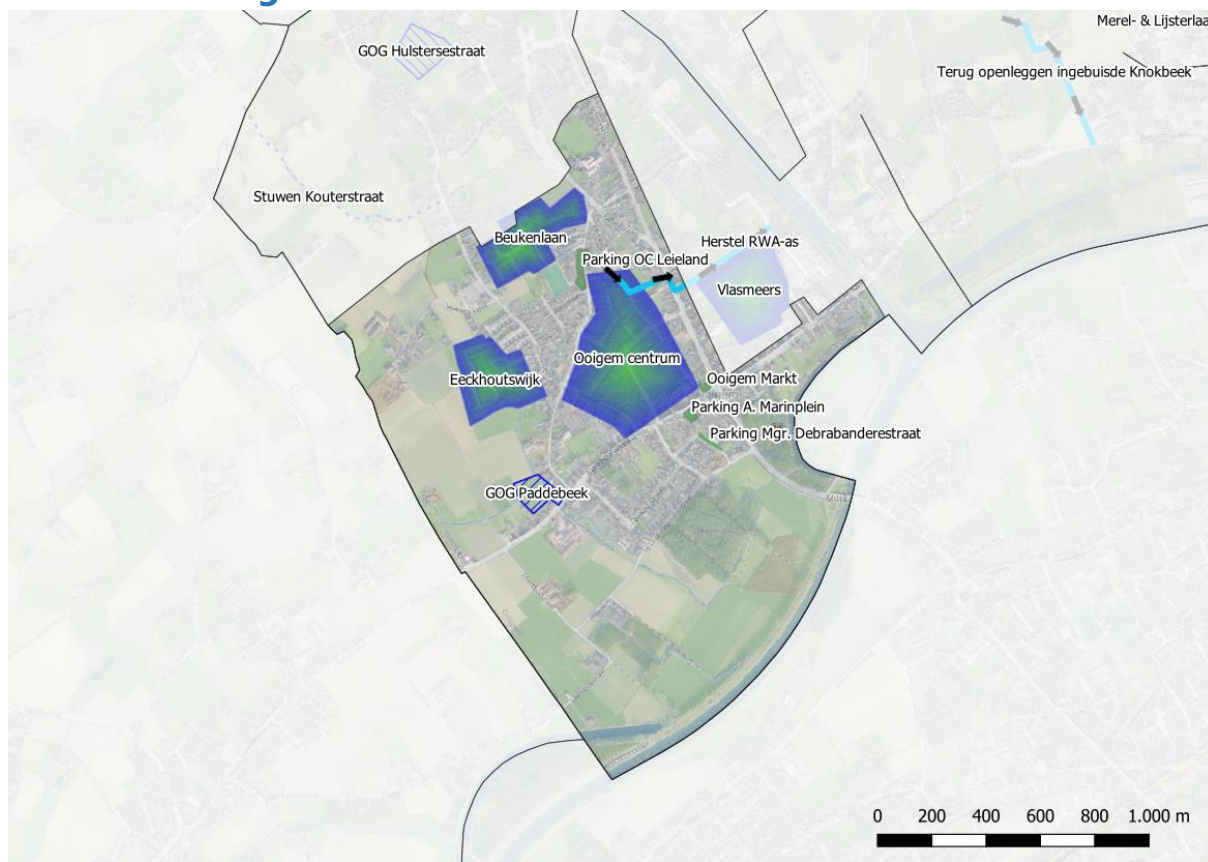 GOG Hulstersestraat
Merel- & Lijsterlaa
Terug openleggen ingebuisde Knokbeek
Stuwen Kouterstraat
Beukenlaan
Herstel RWA-as
Parking OC Leieland
Vlasmeers
Ooigem centrum
Eeckhoutswijk
Ooigem Markt
Parking A. Marinplein
Parking Mgr. Debrabanderestraat
GOG Paddebeek
0 200 400 600 800 1.000 m